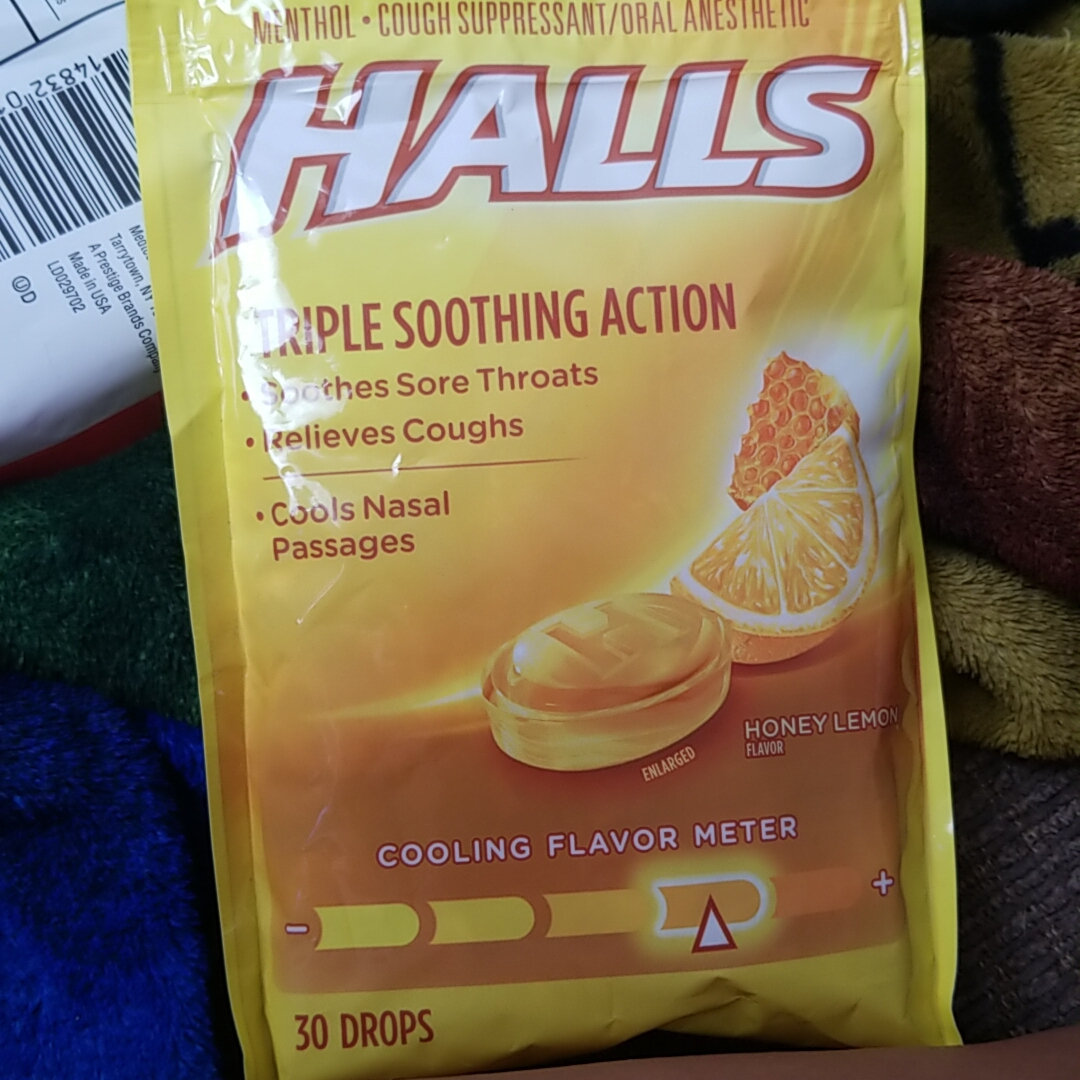 MENTHOL • COUGH SUPPRESSANT/ORAL ANESTHETIC
HALLS
TRIPLE SOOTHING ACTION
• Soothes Sore Throats
• Relieves Coughs
• Cools Nasal
Passages
H
HONEY LEMON
FLAVOR
ENLARGED
COOLING FLAVOR METER
– +
30 DROPS
14832
Tarrytown, NY
A Prestige Brands Company
Made in USA
LD029702
Ⓤ D